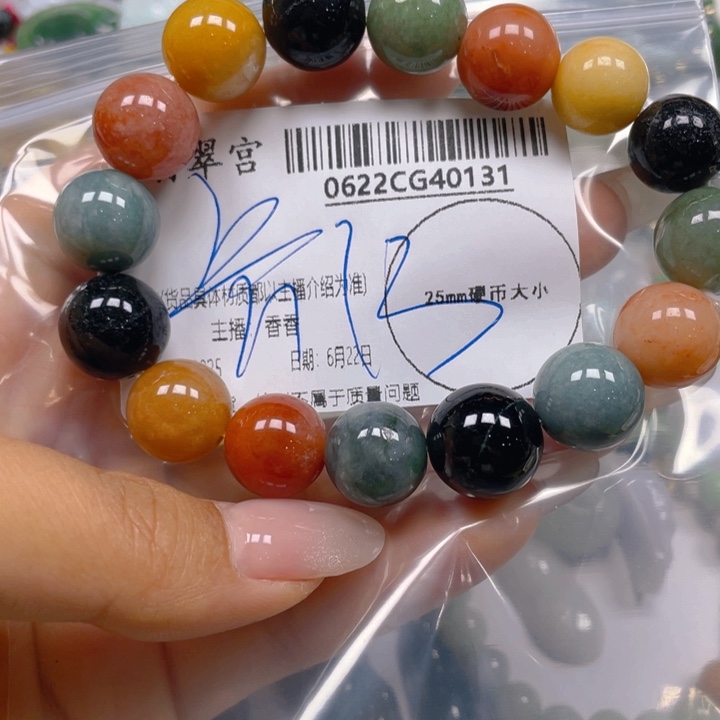 翠宫
0622CG40131
(货品具体材质都以主播介绍为准)
25mm硬币大小
主播 香香
日期: 6月22日
不属于质量问题